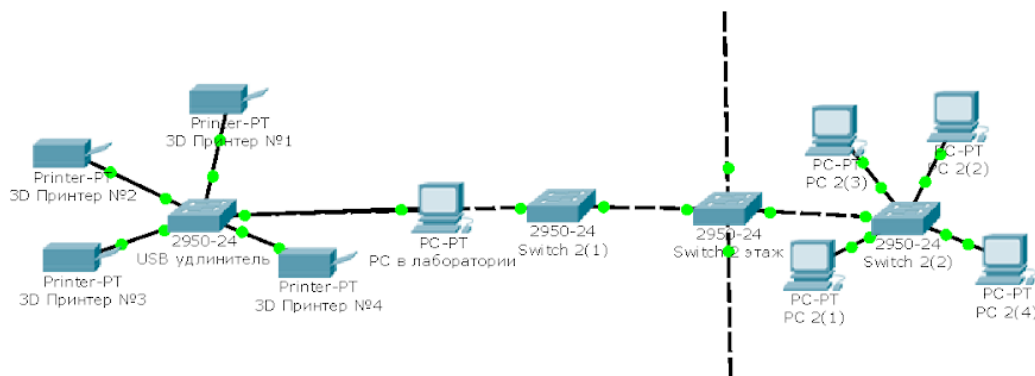 Printer-PT
3D Принтер №1
Printer-PT
3D Принтер №2
2950-24
USB удлинитель
Printer-PT
3D Принтер №3
Printer-PT
3D Принтер №4
PC-PT
PC в лаборатории
2950-24
Switch 2(1)
2950-24
Switch 2 этаж
PC-PT
PC 2(3)
PC-PT
PC 2(2)
2950-24
Switch 2(2)
PC-PT
PC 2(1)
PC-PT
PC 2(4)